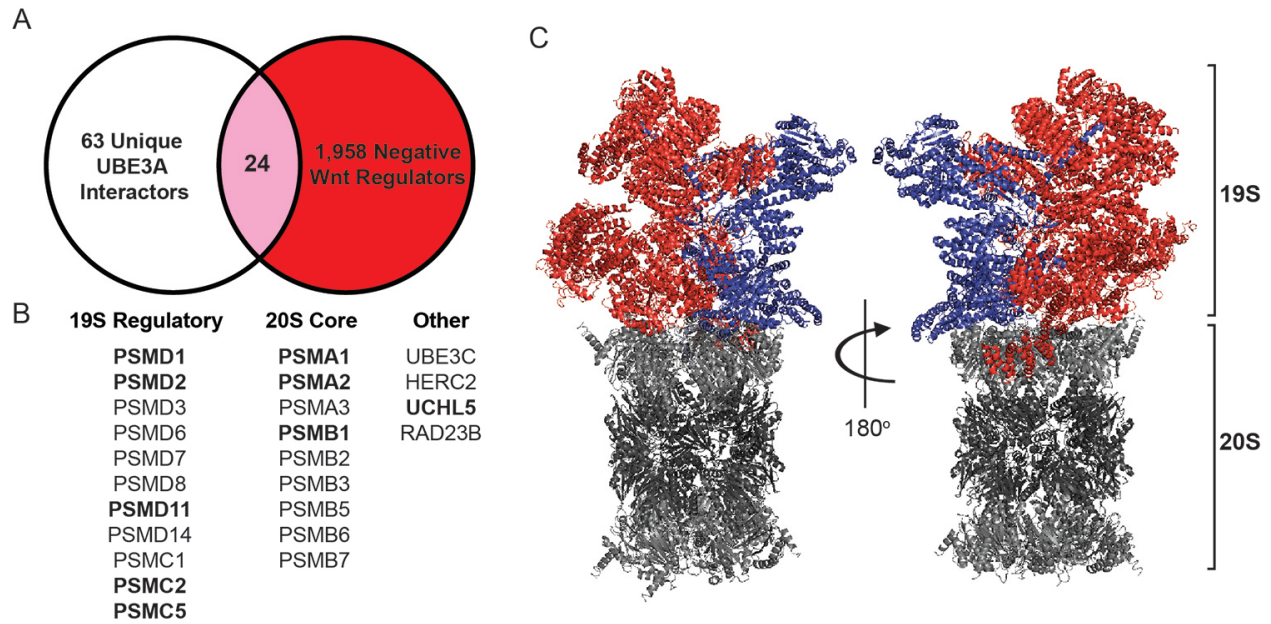 A
63 Unique
UBE3A
Interactors
24
1,958 Negative
Wnt Regulators
B
19S Regulatory
PSMD1
PSMD2
PSMD3
PSMD6
PSMD7
PSMD8
PSMD11
PSMD14
PSMC1
PSMC2
PSMC5
20S Core
PSMA1
PSMA2
PSMA3
PSMB1
PSMB2
PSMB3
PSMB5
PSMB6
PSMB7
Other
UBE3C
HERC2
UCHL5
RAD23B
C
180º
19S
20S